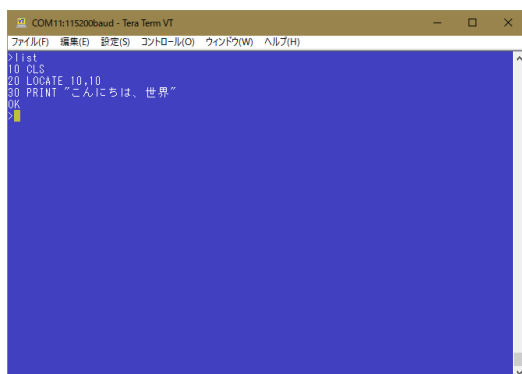 COM11:115200baud - Tera Term VT
ファイル(F) 編集(E) 設定(S) コントロール(O) ウィンドウ(W) ヘルプ(H)
>list
10 CLS
20 LOCATE 10,10
30 PRINT "こんにちは、世界"
OK
>